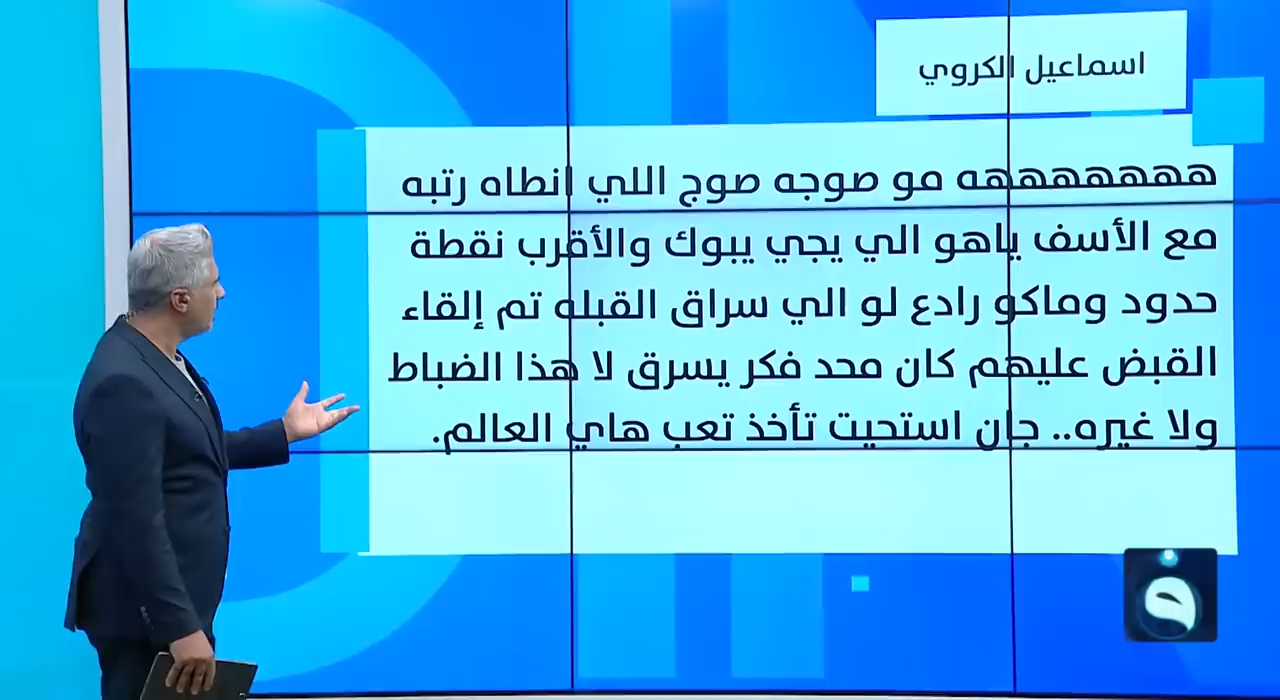 اسماعيل الكروي
هههههههه مو صوجه صوج اللي انطاه رتبه
مع الأسف ياهو الي يجي يبوك والأقرب نقطة
حدود وماكو رادع لو الي سراق القبله تم إلقاء
القبض عليهم كان محد فكر يسرق لا هذا الضباط
ولا غيره.. جان استحيت تأخذ تعب هاي العالم.